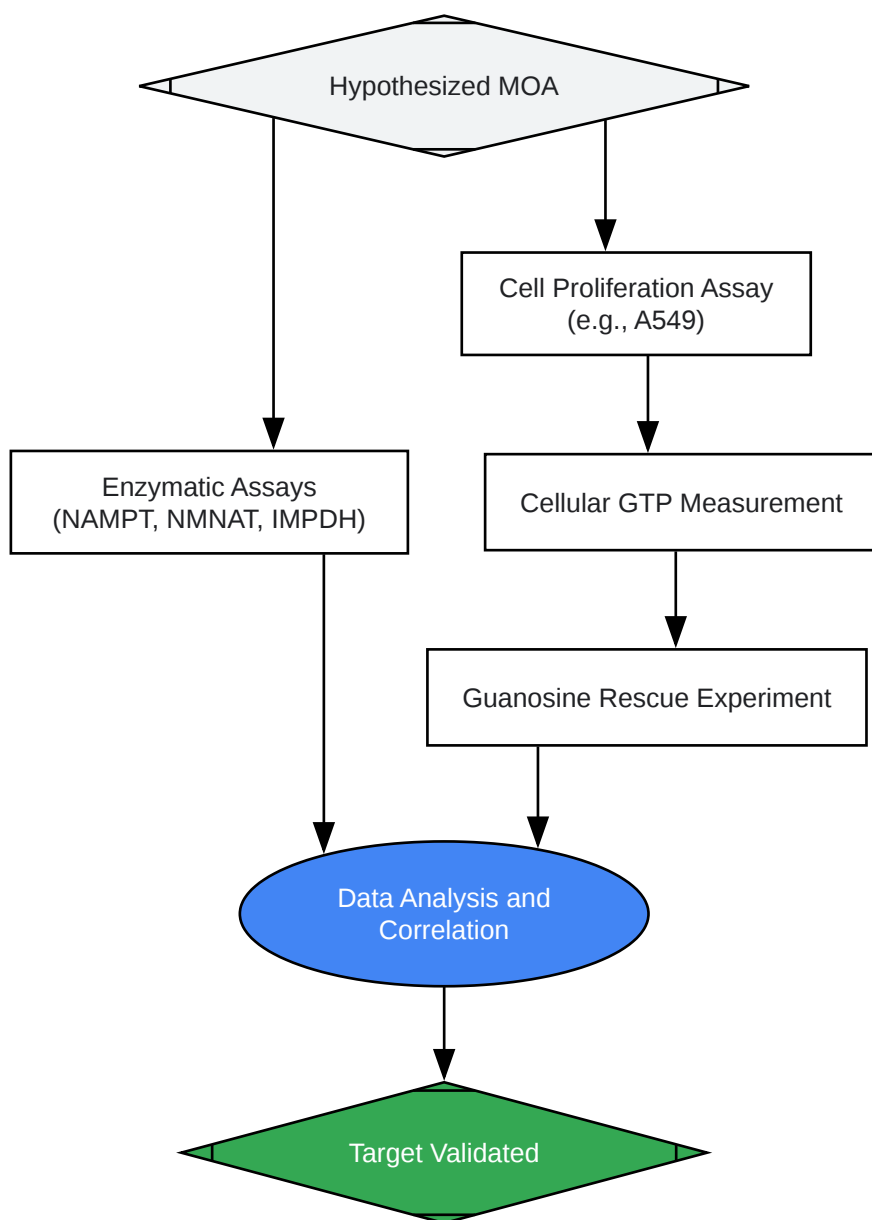 Hypothesized MOA
Cell Proliferation Assay
(e.g., A549)
Enzymatic Assays
(NAMPT, NMNAT, IMPDH)
Cellular GTP Measurement
Guanosine Rescue Experiment
Data Analysis and
Correlation
Target Validated